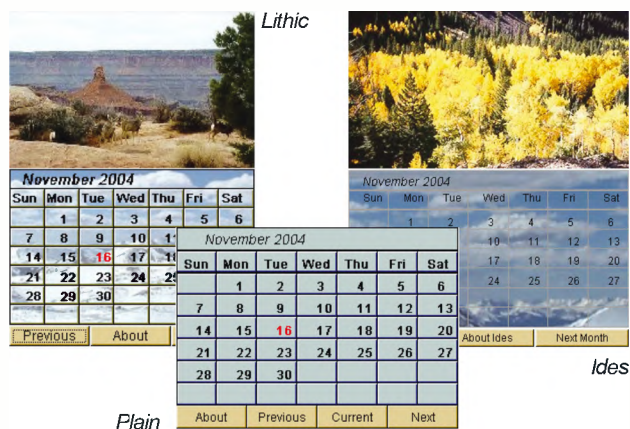 Lithic
November 2004
Sun Mon Tue Wed Thu Fri Sat
1 2 3 4 5 6
7 8 9 10
14 15 16 17
21 22 23 24
28 29 30
Previous About
November 2004
Sun Mon Tue Wed Thu Fri Sat
1 2 3 4 5 6
10 11 12 13
17 18 19 20
24 25 26 27
About Ides Next Month
Ides
November 2004
Sun Mon Tue Wed Thu Fri Sat
1 2 3 4 5 6
7 8 9 10 11 12 13
14 15 16 17 18 19 20
21 22 23 24 25 26 27
28 29 30
About Previous Current Next
Plain